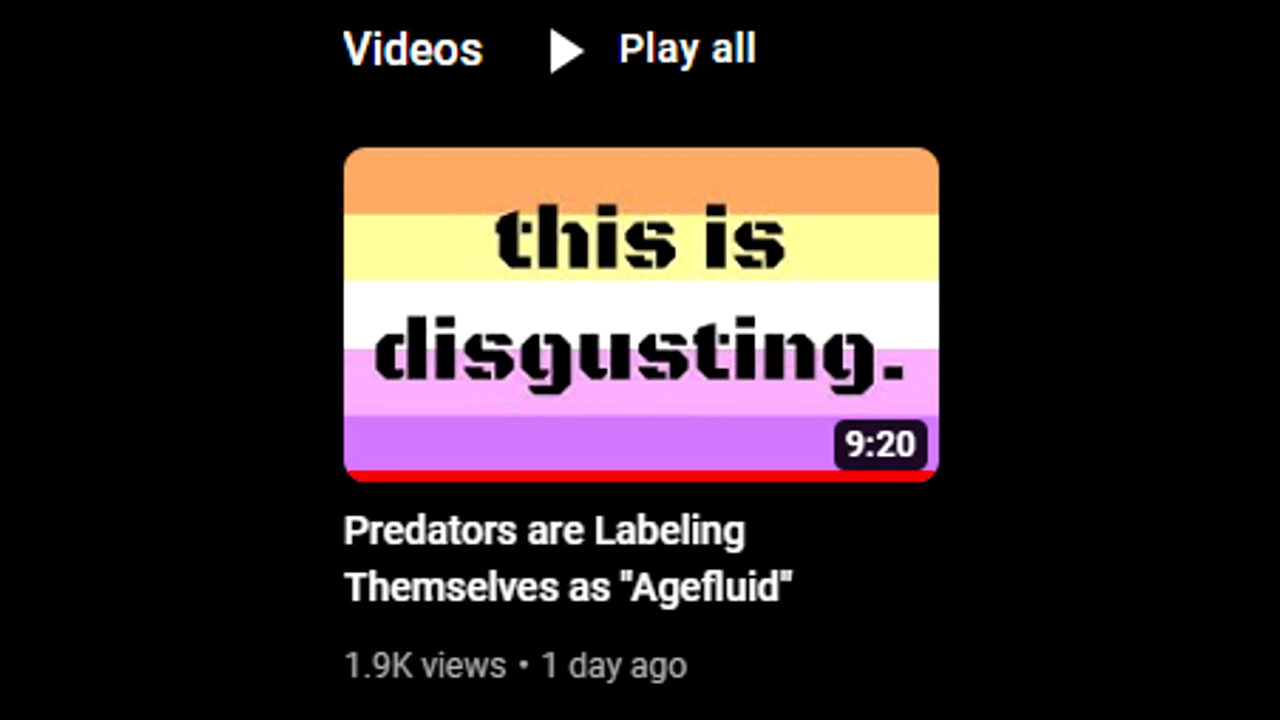 Videos Play all
this is
disgusting.
9:20
Predators are Labeling
Themselves as "Agefluid"
1.9K views • 1 day ago